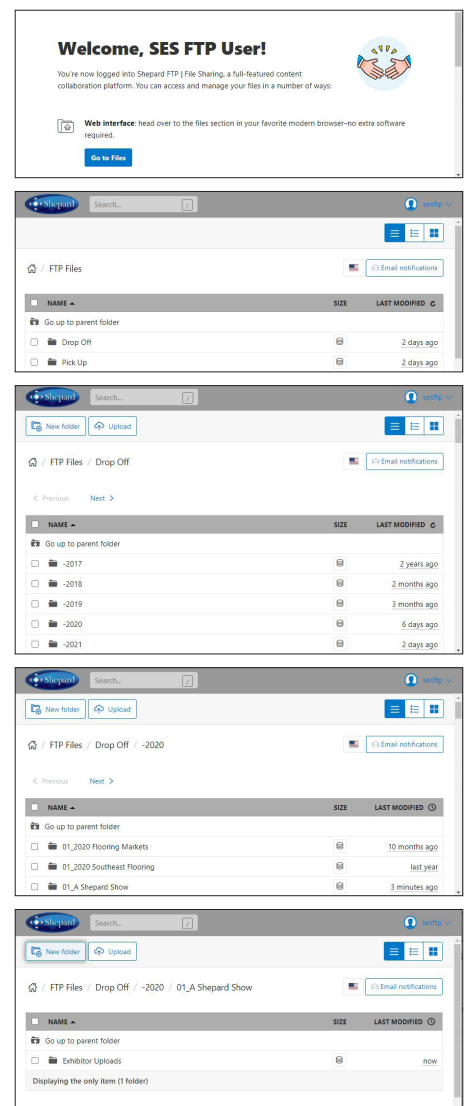 Welcome, SES FTP User!
You're now logged into Shepard FTP | File Sharing, a full-featured content
collaboration platform. You can access and manage your files in a number of ways:
Web interface: head over to the files section in your favorite modern browser–no extra software
required.
Go to Files
Shepard Search... / sesftp
/ FTP Files Email notifications
NAME SIZE LAST MODIFIED
Go up to parent folder
Drop Off 2 days ago
Pick Up 2 days ago
Shepard Search... / sesftp
New folder Upload
/ FTP Files / Drop Off Email notifications
< Previous Next >
NAME SIZE LAST MODIFIED
Go up to parent folder
-2017 2 years ago
-2018 2 months ago
-2019 3 months ago
-2020 6 days ago
-2021 2 days ago
Shepard Search... / sesftp
New folder Upload
/ FTP Files / Drop Off / -2020 Email notifications
< Previous Next >
NAME SIZE LAST MODIFIED
Go up to parent folder
01_2020 Flooring Markets 10 months ago
01_2020 Southeast Flooring last year
01_A Shepard Show 3 minutes ago
Shepard Search... / sesftp
New folder Upload
/ FTP Files / Drop Off / -2020 / 01_A Shepard Show Email notifications
NAME SIZE LAST MODIFIED
Go up to parent folder
Exhibitor Uploads now
Displaying the only item (1 folder)